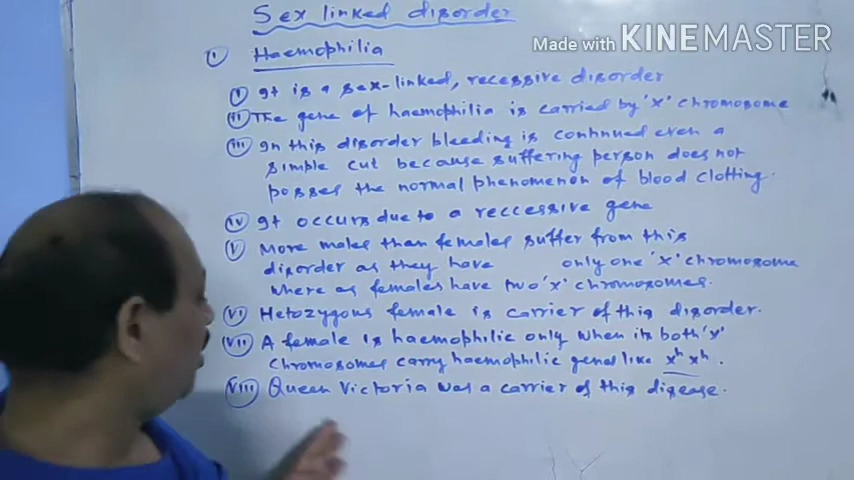 Sex linked disorder
Made with KINEMASTER
I Haemophilia
i It is a sex-linked, recessive disorder
ii The gene of haemophilia is carried by 'X' chromosome
iii In this disorder bleeding is continued even a
simple cut because suffering person does not
posses the normal phenomenon of blood clotting.
iv It occurs due to a reccessive gene
v More males than females suffer from this
disorder as they have only one 'X' chromosome
where as females have two 'X' chromosomes.
vi Hetozygous female is carrier of this disorder.
vii A female is haemophilic only when its both 'X'
chromosomes carry haemophilic genes like XʰXʰ.
viii Queen Victoria was a carrier of this disease.